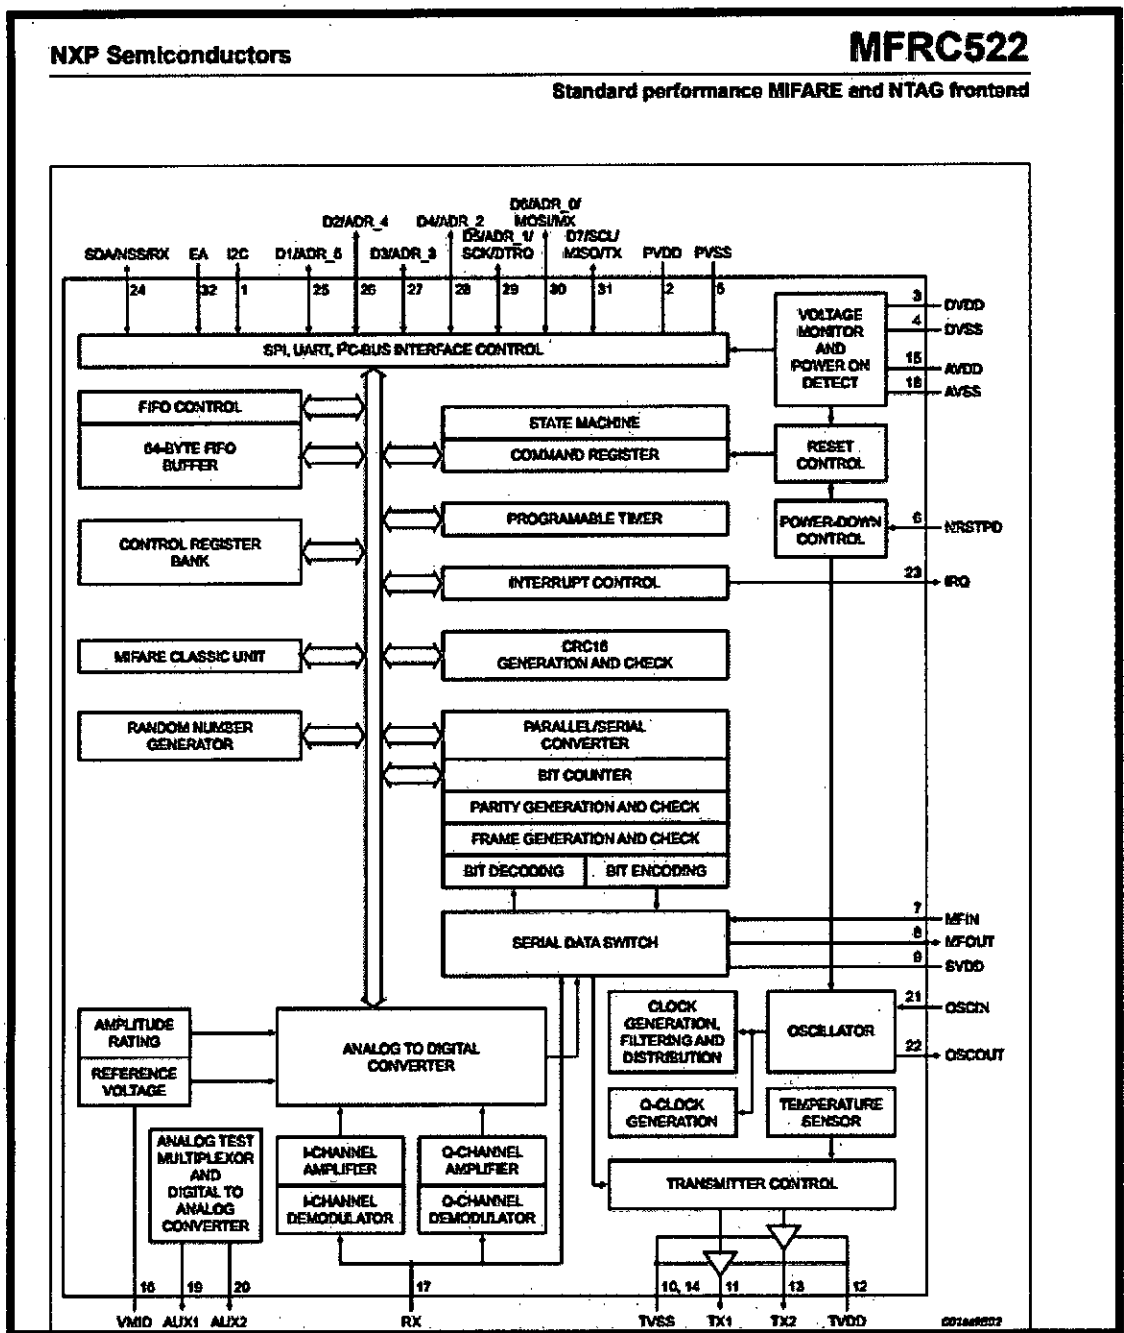 NXP Semiconductors
MFRC522
Standard performance MIFARE and NTAG frontend
D6/ADR_0/
D2/ADR_4
D4/ADR_2
MOSI/MX
D5/ADR_1/
D7/SCL/
SDA/NSS/RX
EA
I2C
D1/ADR_5
D3/ADR_3
SCK/DTRQ
MISO/TX
PVDD
PVSS
24
32
1
25
26
27
28
29
30
31
2
5
3
DVDD
VOLTAGE
MONITOR
AND
POWER ON
DETECT
4
DVSS
15
AVDD
18
AVSS
SPI, UART, I²C-BUS INTERFACE CONTROL
FIFO CONTROL
64-BYTE FIFO
BUFFER
STATE MACHINE
COMMAND REGISTER
RESET
CONTROL
PROGRAMABLE TIMER
POWER-DOWN
CONTROL
6
NRSTPD
CONTROL REGISTER
BANK
INTERRUPT CONTROL
23
IRQ
MIFARE CLASSIC UNIT
CRC16
GENERATION AND CHECK
RANDOM NUMBER
GENERATOR
PARALLEL/SERIAL
CONVERTER
BIT COUNTER
PARITY GENERATION AND CHECK
FRAME GENERATION AND CHECK
BIT DECODING
BIT ENCODING
7
MFIN
SERIAL DATA SWITCH
8
MFOUT
9
SVDD
AMPLITUDE
RATING
REFERENCE
VOLTAGE
ANALOG TO DIGITAL
CONVERTER
CLOCK
GENERATION,
FILTERING AND
DISTRIBUTION
OSCILLATOR
21
OSCIN
22
OSCOUT
Q-CLOCK
GENERATION
TEMPERATURE
SENSOR
ANALOG TEST
MULTIPLEXOR
AND
DIGITAL TO
ANALOG
CONVERTER
I-CHANNEL
AMPLIFIER
I-CHANNEL
DEMODULATOR
Q-CHANNEL
AMPLIFIER
Q-CHANNEL
DEMODULATOR
TRANSMITTER CONTROL
16
19
20
17
10, 14
11
13
12
VMID
AUX1
AUX2
RX
TVSS
TX1
TX2
TVDD